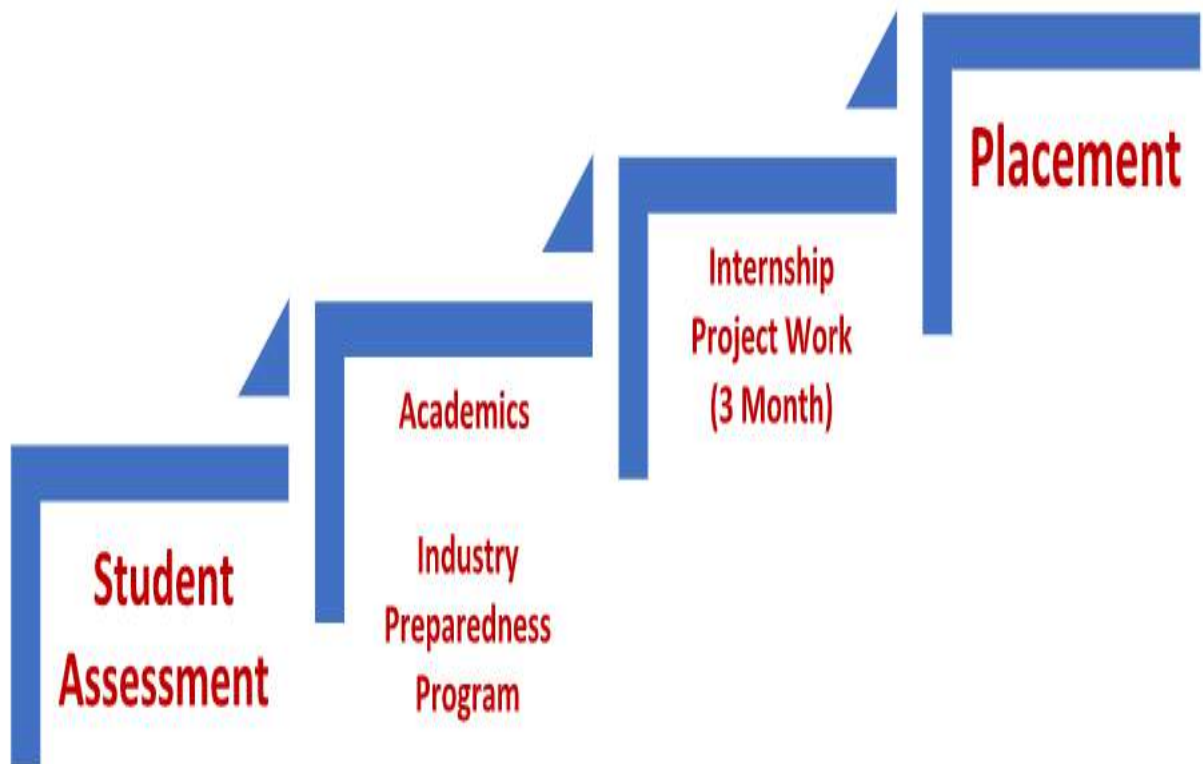 Student
Assessment
Academics
Industry
Preparedness
Program
Internship
Project Work
(3 Month)
Placement